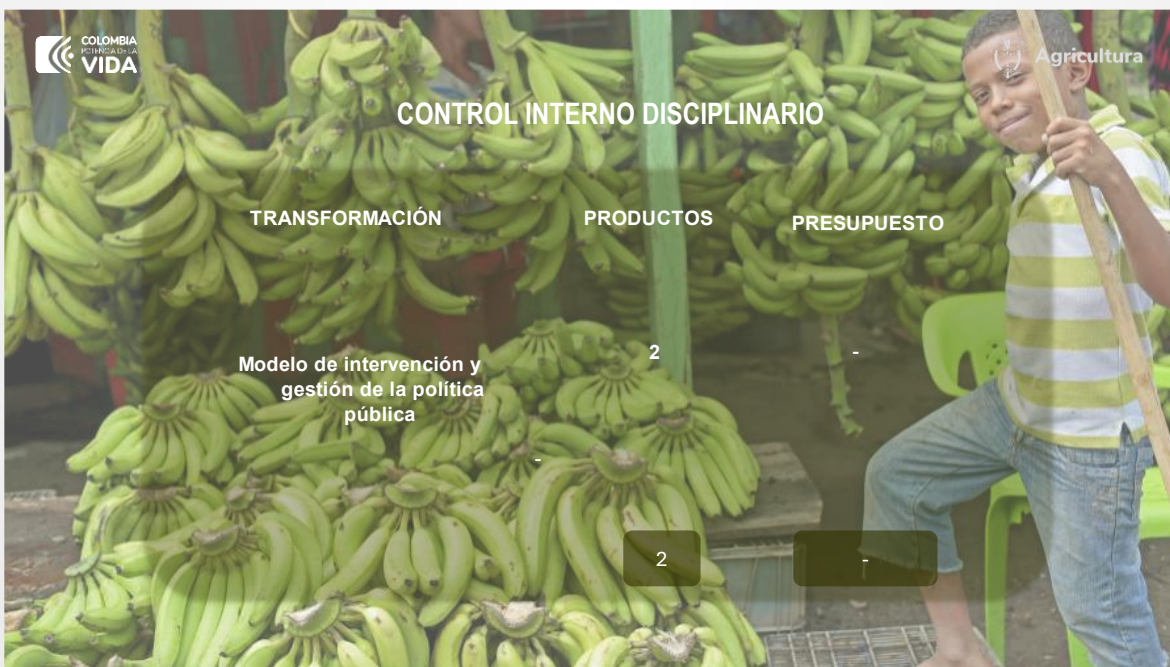 COLOMBIA
POTENCIA DE LA
VIDA
Agricultura
CONTROL INTERNO DISCIPLINARIO
TRANSFORMACIÓN
PRODUCTOS
PRESUPUESTO
Modelo de intervención y
gestión de la política
pública
2
-
-
2
-